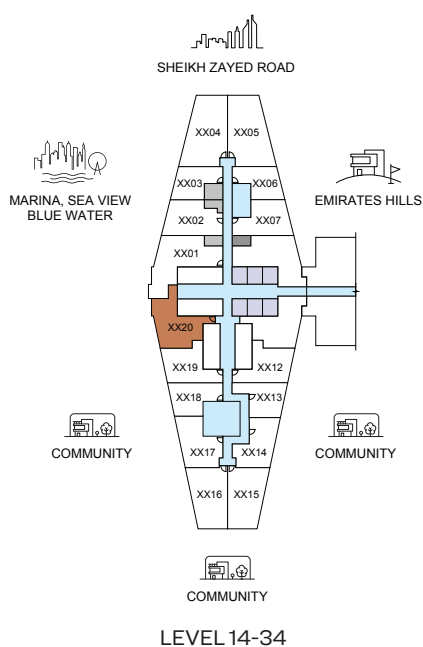 SHEIKH ZAYED ROAD
XX04
XX05
XX03
XX06
MARINA, SEA VIEW
BLUE WATER
EMIRATES HILLS
XX02
XX07
XX01
XX20
XX19
XX12
XX18
XX13
COMMUNITY
COMMUNITY
XX17
XX14
XX16
XX15
COMMUNITY
LEVEL 14-34